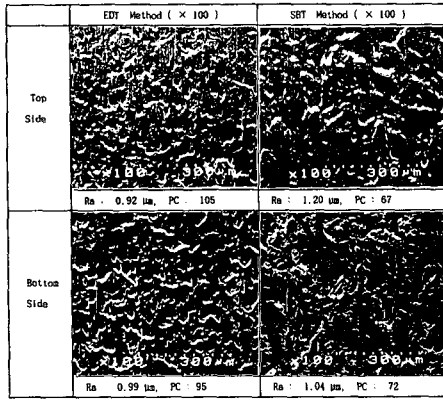 EDT Method ( × 100 )
SBT Method ( × 100 )
Top
Side
×100 300µm
×100 300µm
Ra : 0.92 µm, PC : 105
Ra : 1.20 µm, PC : 67
Bottom
Side
×100 300µm
×100 300µm
Ra 0.99 µm, PC : 95
Ra : 1.04 µm, PC : 72